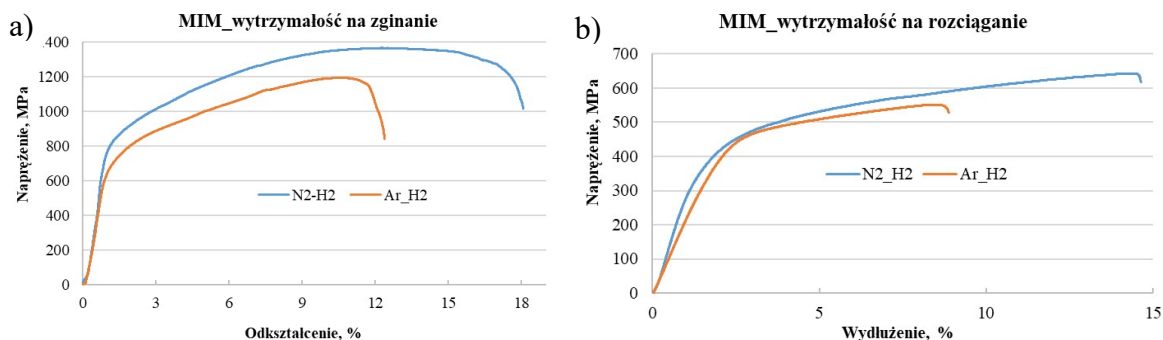 a)
MIM_wytrzymałość na zginanie
400
1200
1000
800
600
400
200
0
Naprężenie, MPa
N2-H2
Ar_H2
0
3
6
9
12
15
18
Odkształcenie, %
b)
MIM_wytrzymałość na rozciąganie
700
600
500
400
300
200
100
0
Naprężenie, MPa
N2_H2
Ar_H2
0
5
10
15
Wydłużenie, %